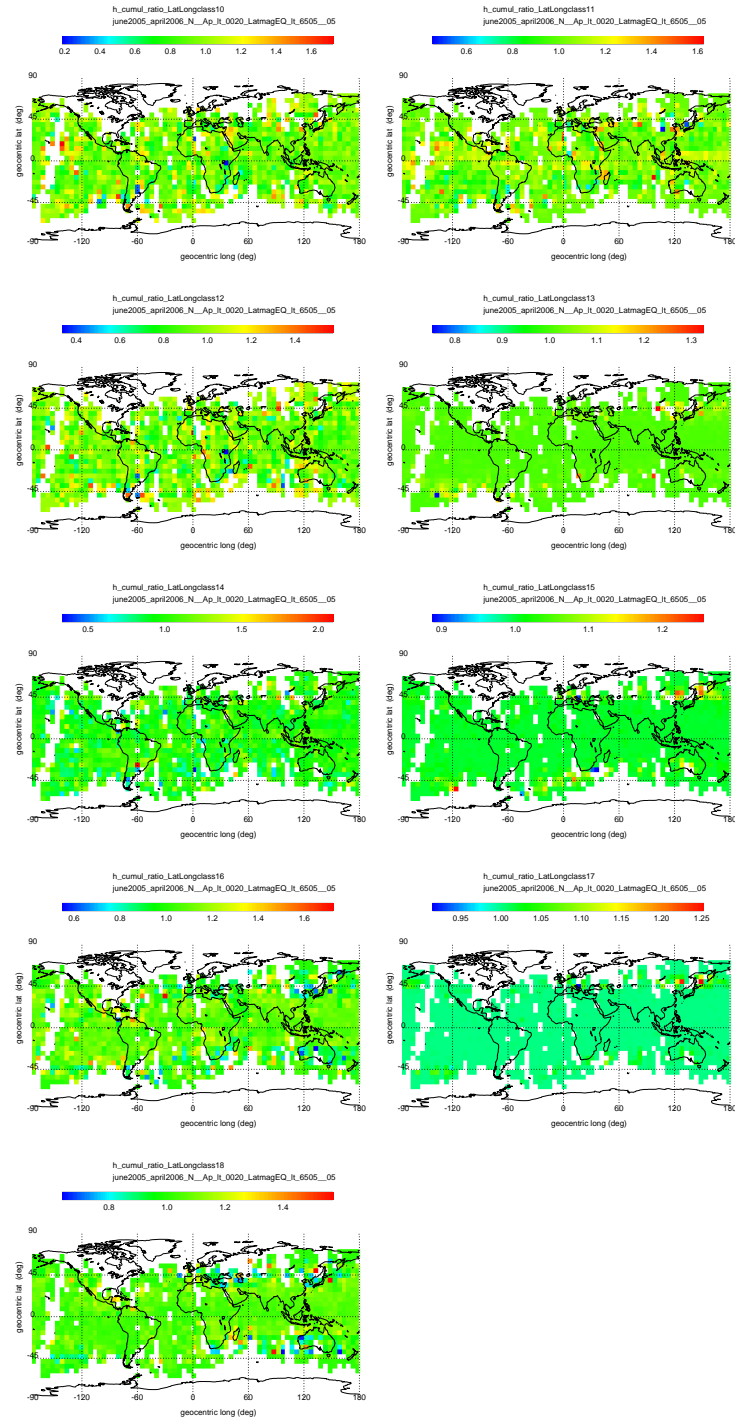 h_cumul_ratio_LatLongclass10
june2005_april2006_N__Ap_lt_0020_LatmagEQ_lt_6505__05
0.2 0.4 0.6 0.8 1.0 1.2 1.4 1.6
90
45
0
-45
-90
geocentric lat (deg)
-120 -60 0 60 120 180
geocentric long (deg)
h_cumul_ratio_LatLongclass11
june2005_april2006_N__Ap_lt_0020_LatmagEQ_lt_6505__05
0.6 0.8 1.0 1.2 1.4 1.6
90
45
0
-45
-90
geocentric lat (deg)
-120 -60 0 60 120 180
geocentric long (deg)
h_cumul_ratio_LatLongclass12
june2005_april2006_N__Ap_lt_0020_LatmagEQ_lt_6505__05
0.4 0.6 0.8 1.0 1.2 1.4
90
45
0
-45
-90
geocentric lat (deg)
-120 -60 0 60 120 180
geocentric long (deg)
h_cumul_ratio_LatLongclass13
june2005_april2006_N__Ap_lt_0020_LatmagEQ_lt_6505__05
0.8 0.9 1.0 1.1 1.2 1.3
90
45
0
-45
-90
geocentric lat (deg)
-120 -60 0 60 120 180
geocentric long (deg)
h_cumul_ratio_LatLongclass14
june2005_april2006_N__Ap_lt_0020_LatmagEQ_lt_6505__05
0.5 1.0 1.5 2.0
90
45
0
-45
-90
geocentric lat (deg)
-120 -60 0 60 120 180
geocentric long (deg)
h_cumul_ratio_LatLongclass15
june2005_april2006_N__Ap_lt_0020_LatmagEQ_lt_6505__05
0.9 1.0 1.1 1.2
90
45
0
-45
-90
geocentric lat (deg)
-120 -60 0 60 120 180
geocentric long (deg)
h_cumul_ratio_LatLongclass16
june2005_april2006_N__Ap_lt_0020_LatmagEQ_lt_6505__05
0.6 0.8 1.0 1.2 1.4 1.6
90
45
0
-45
-90
geocentric lat (deg)
-120 -60 0 60 120 180
geocentric long (deg)
h_cumul_ratio_LatLongclass17
june2005_april2006_N__Ap_lt_0020_LatmagEQ_lt_6505__05
0.95 1.00 1.05 1.10 1.15 1.20 1.25
90
45
0
-45
-90
geocentric lat (deg)
-120 -60 0 60 120 180
geocentric long (deg)
h_cumul_ratio_LatLongclass18
june2005_april2006_N__Ap_lt_0020_LatmagEQ_lt_6505__05
0.8 1.0 1.2 1.4
90
45
0
-45
-90
geocentric lat (deg)
-120 -60 0 60 120 180
geocentric long (deg)